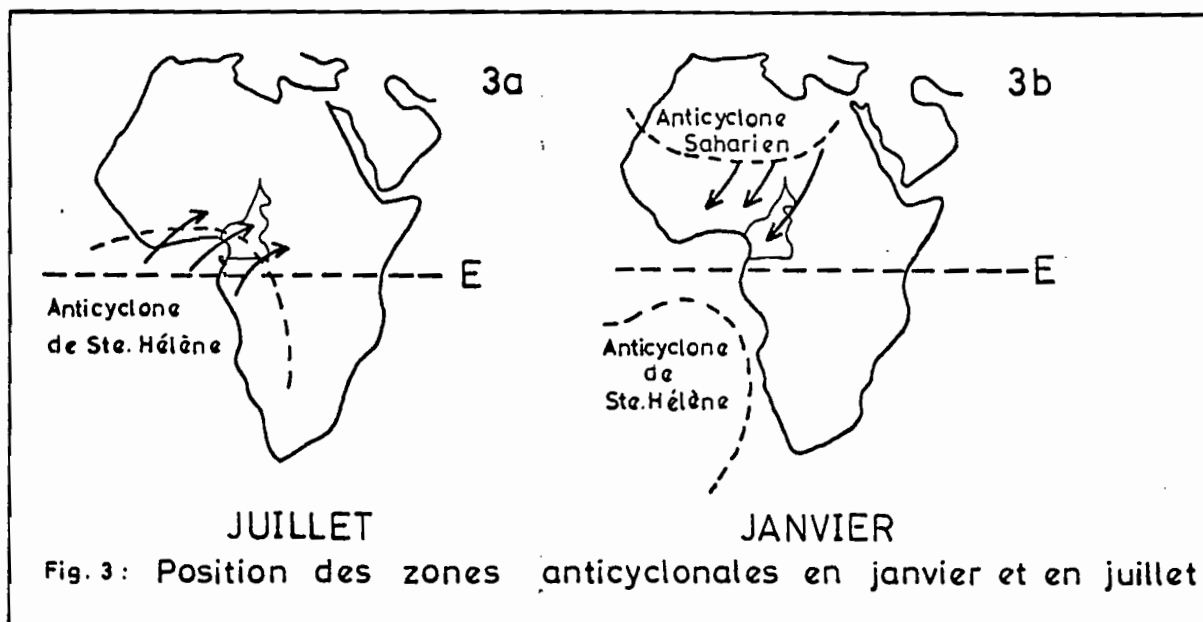 3a
E
Anticyclone
de Ste. Hélène
JUILLET
3b
Anticyclone
Saharien
E
Anticyclone
de
Ste. Hélène
JANVIER
Fig. 3 : Position des zones anticyclonales en janvier et en juillet